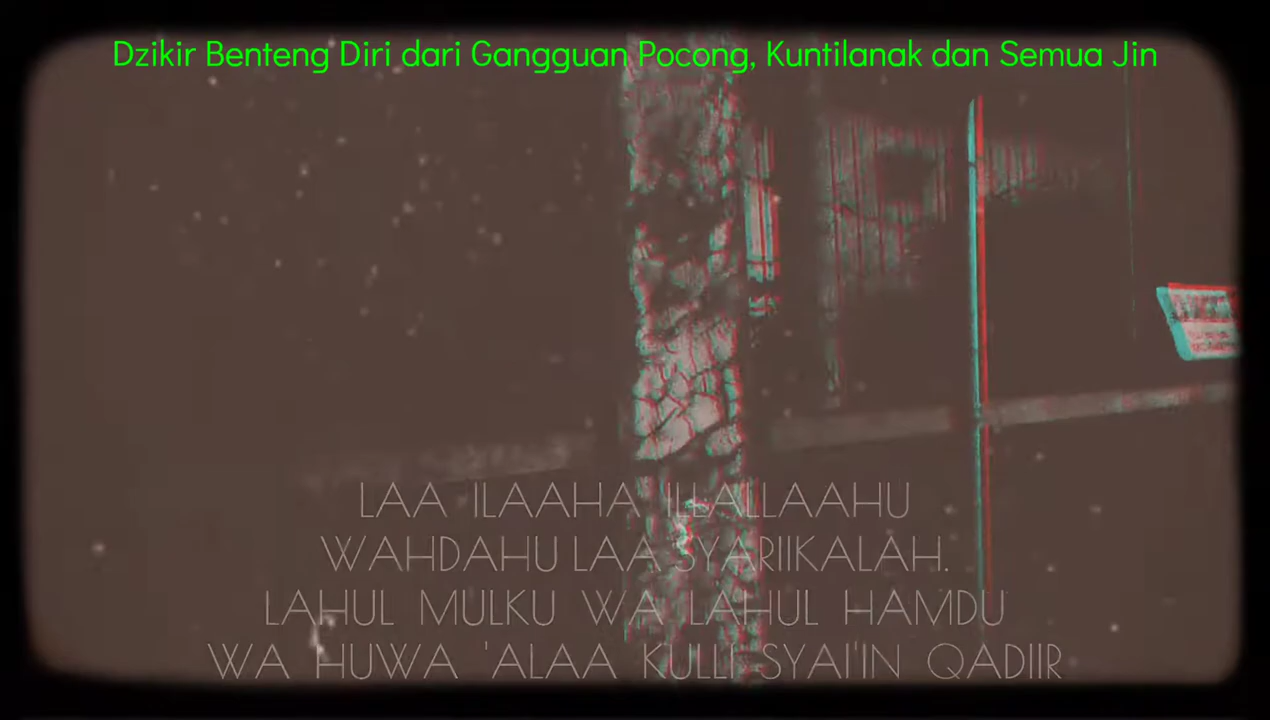 Dzikir Benteng Diri dari Gangguan Pocong, Kuntilanak dan Semua Jin
LAA ILAAHA ILLALLAAHU
WAHDAHU LAA SYARIIKALAH.
LAHUL MULKU WA LAHUL HAMDU
WA HUWA 'ALAA KULLI SYAI'IN QADIIR